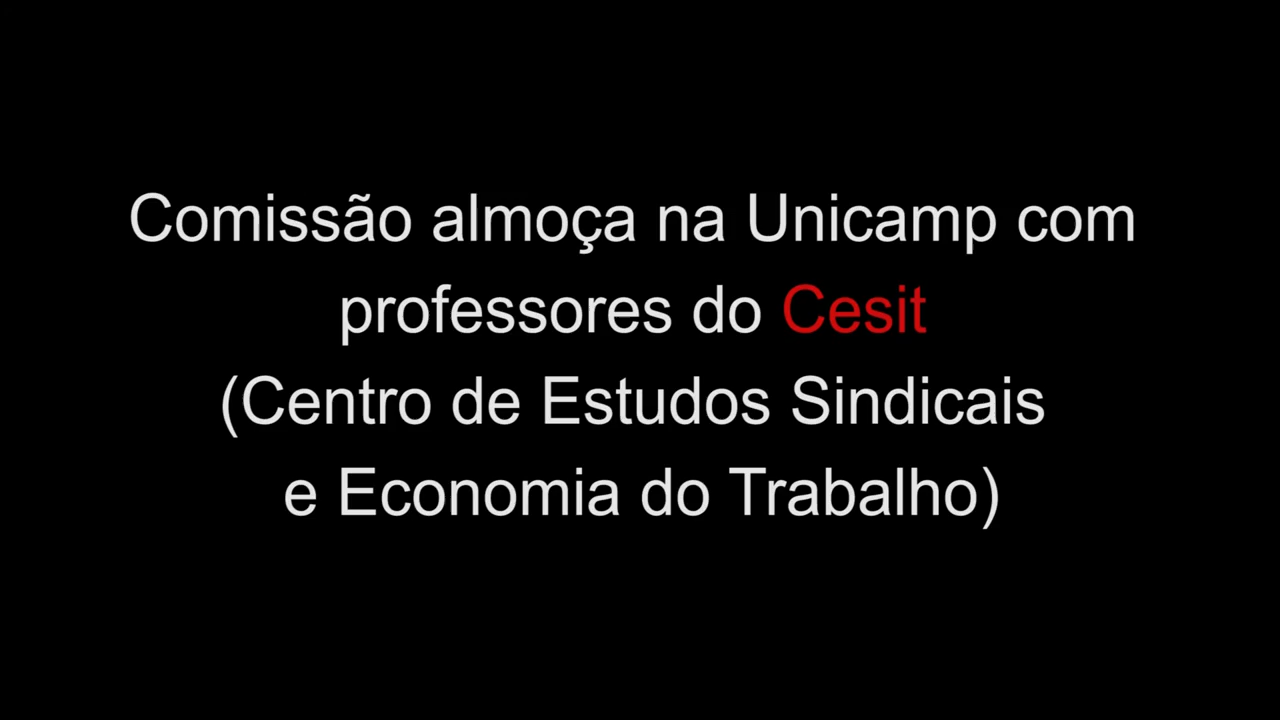 Comissão almoça na Unicamp com
professores do Cesit
(Centro de Estudos Sindicais
e Economia do Trabalho)